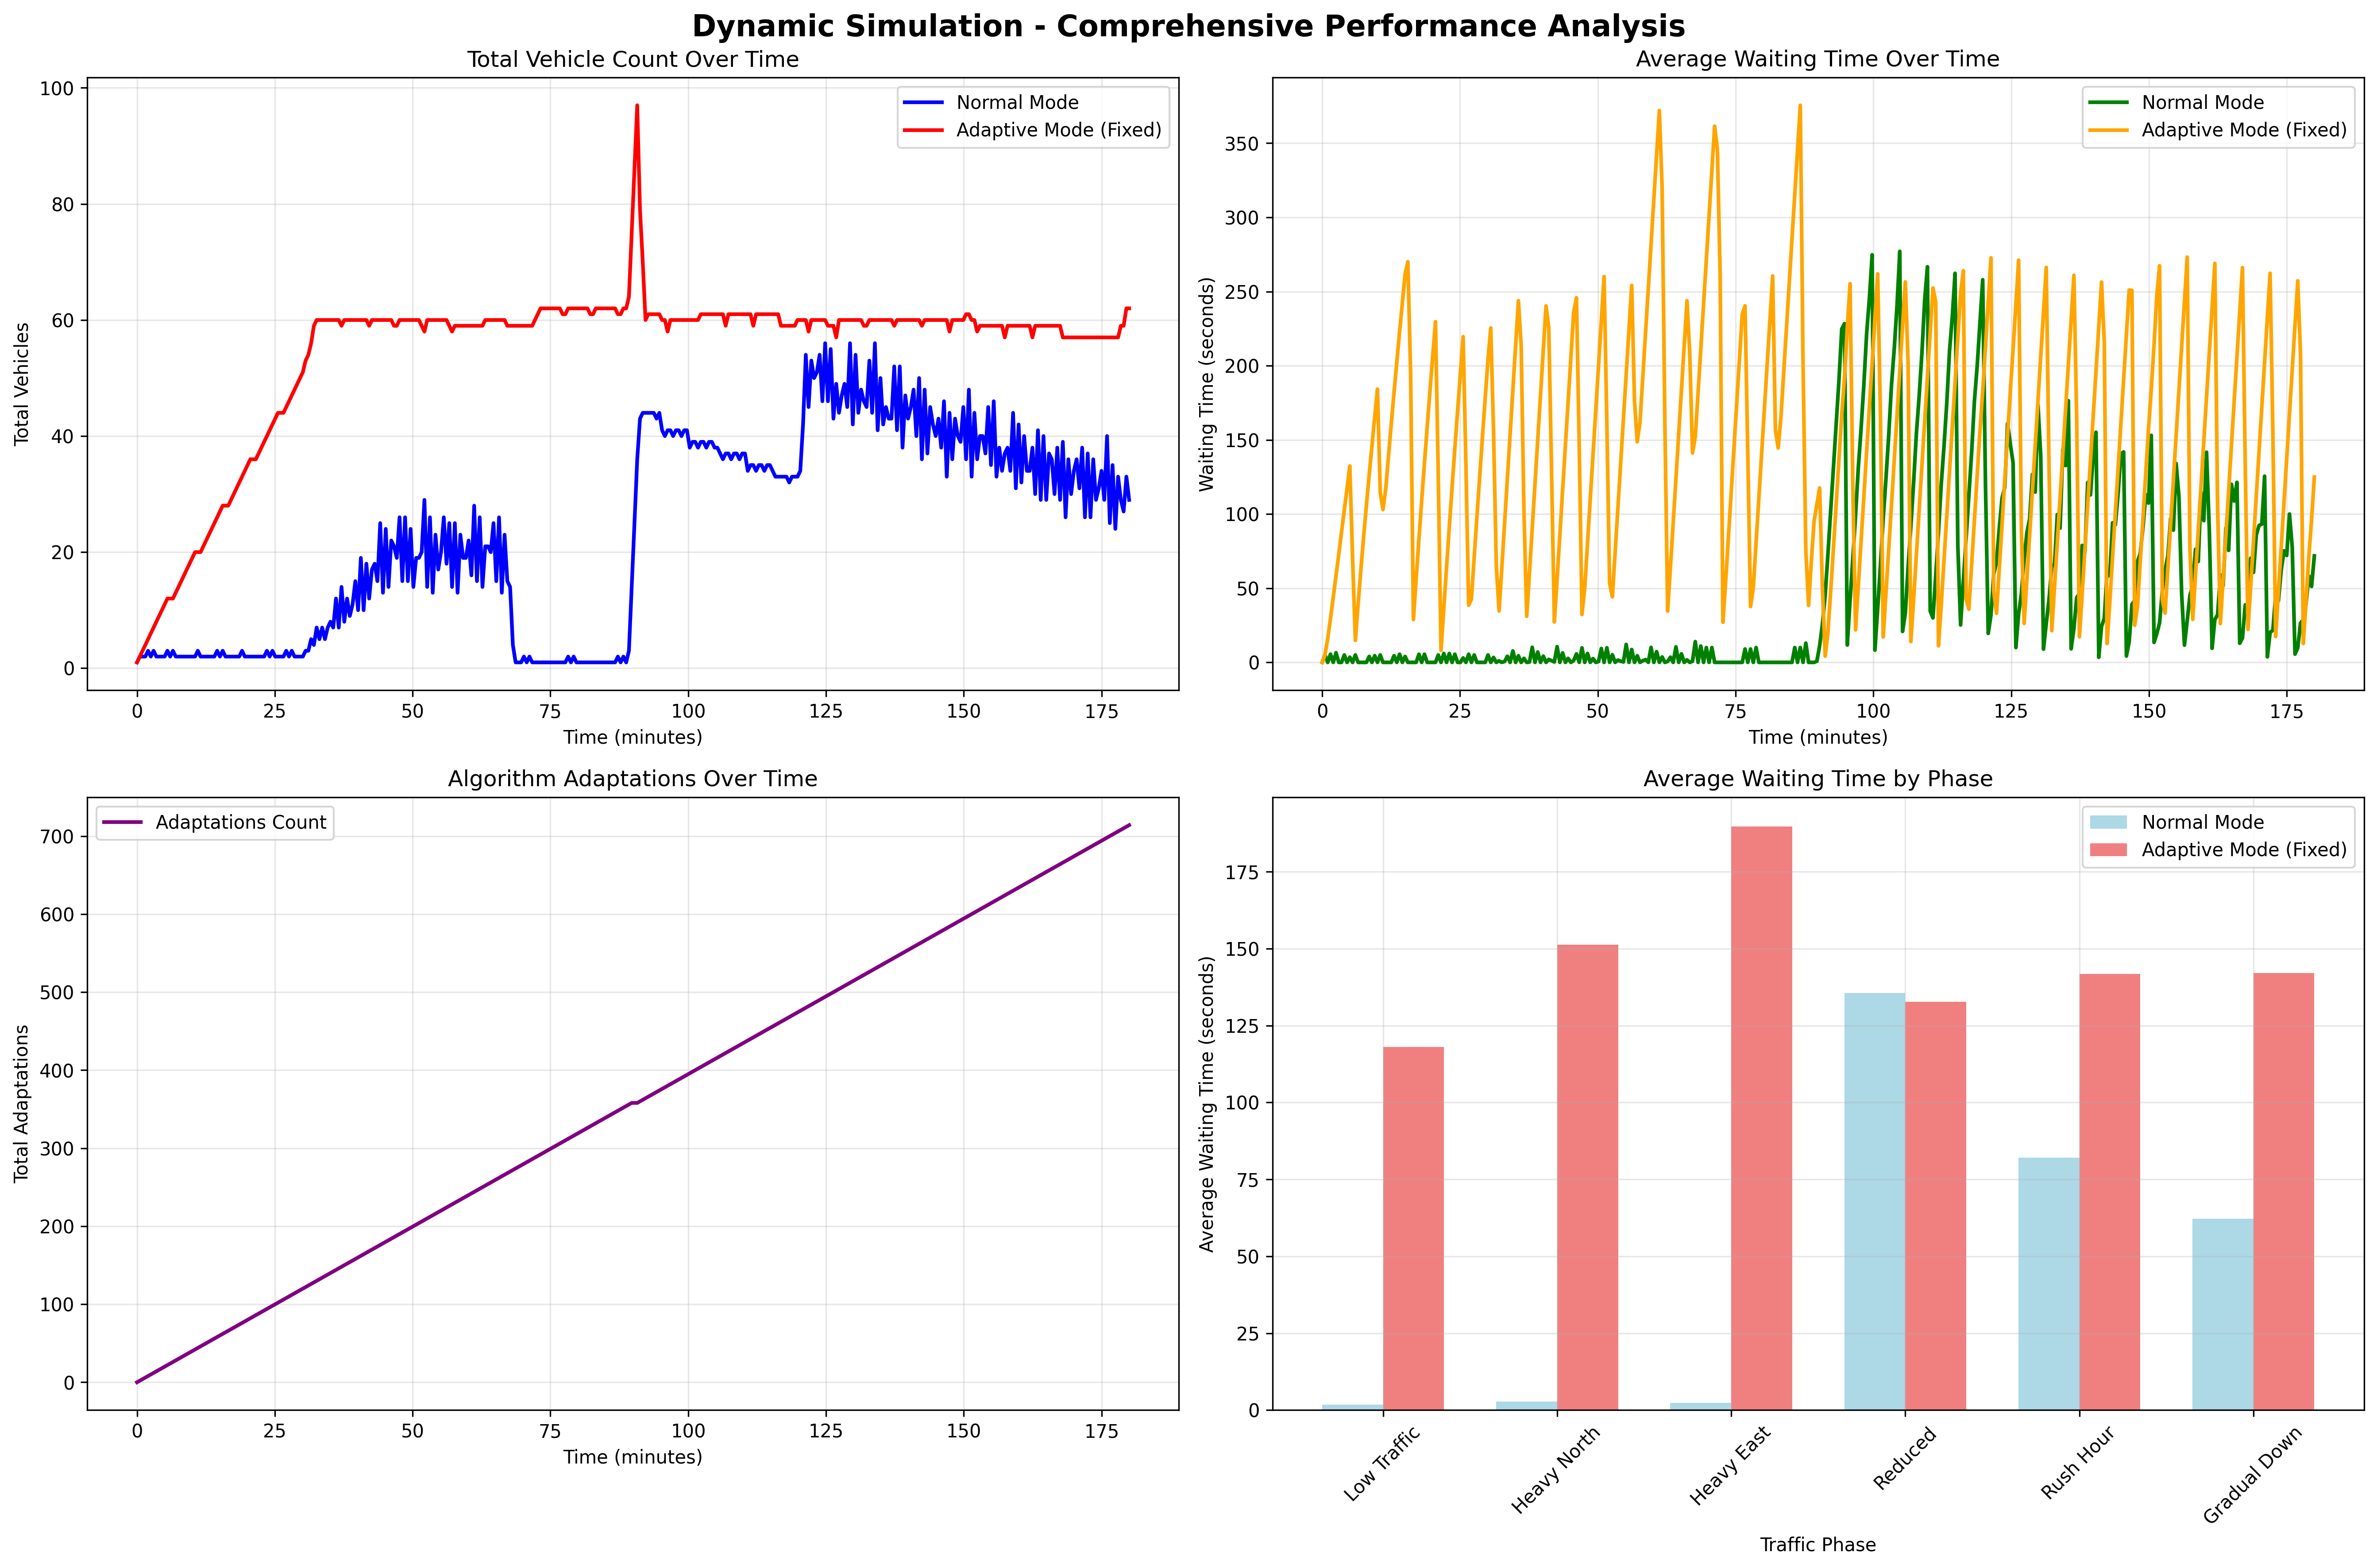 Dynamic Simulation - Comprehensive Performance Analysis
Total Vehicle Count Over Time
Total Vehicles
100
80
60
40
20
0
Normal Mode
Adaptive Mode (Fixed)
0 25 50 75 100 125 150 175
Time (minutes)
Average Waiting Time Over Time
Waiting Time (seconds)
350
300
250
200
150
100
50
0
Normal Mode
Adaptive Mode (Fixed)
0 25 50 75 100 125 150 175
Time (minutes)
Algorithm Adaptations Over Time
Total Adaptations
700
600
500
400
300
200
100
0
Adaptations Count
0 25 50 75 100 125 150 175
Time (minutes)
Average Waiting Time by Phase
Average Waiting Time (seconds)
175
150
125
100
75
50
25
0
Normal Mode
Adaptive Mode (Fixed)
Low Traffic
Heavy North
Heavy East
Reduced
Rush Hour
Gradual Down
Traffic Phase